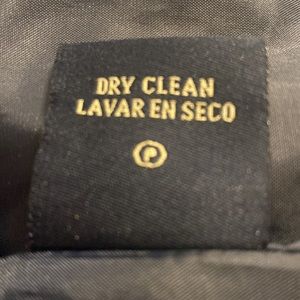 DRY CLEAN
LAVAR EN SECO
P